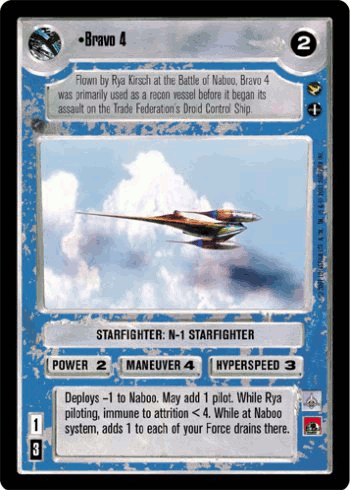 •Bravo 4
2
Flown by Rya Kirsch at the Battle of Naboo. Bravo 4
was primarily used as a recon vessel before it began its
assault on the Trade Federation's Droid Control Ship.
STARFIGHTER: N-1 STARFIGHTER
POWER 2 MANEUVER 4 HYPERSPEED 3
Deploys -1 to Naboo. May add 1 pilot. While Rya
piloting, immune to attrition < 4. While at Naboo
system, adds 1 to each of your Force drains there.
1
3